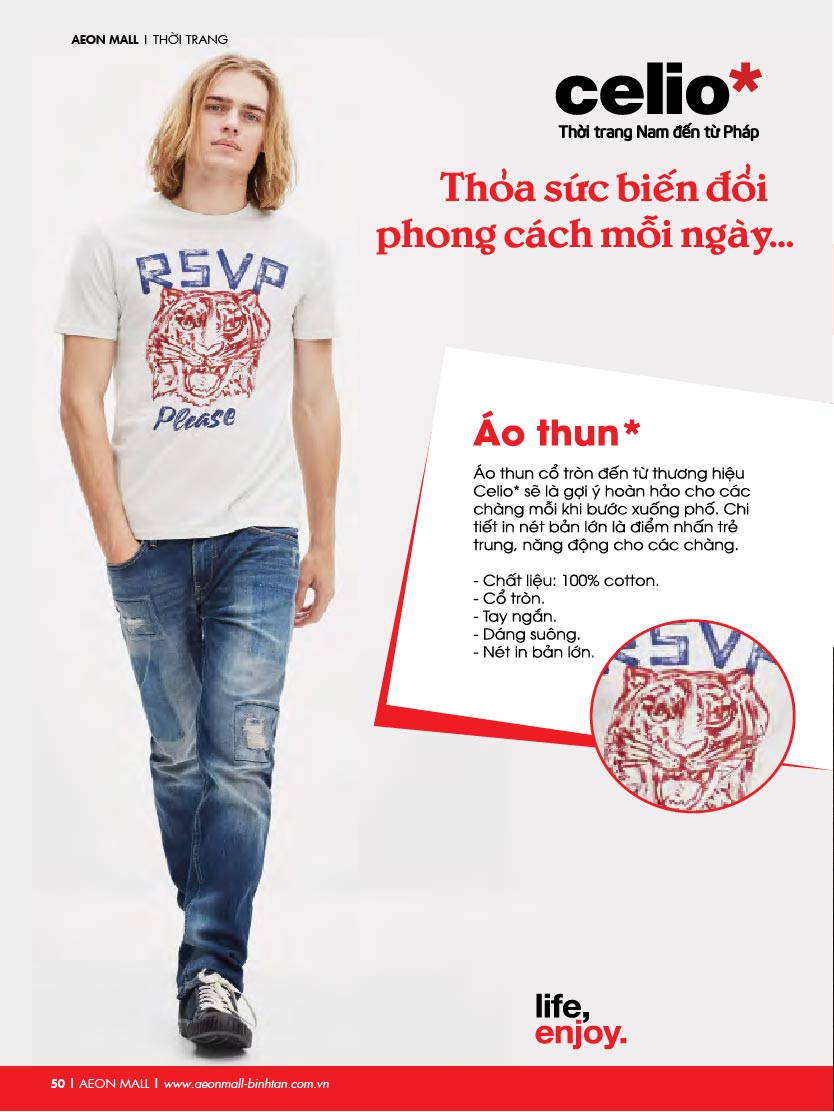 AEON MALL | THỜI TRANG
celio*
Thời trang Nam đến từ Pháp
Thỏa sức biến đổi
phong cách mỗi ngày...
RSVP
Please
Áo thun*
Áo thun cổ tròn đến từ thương hiệu
Celio* sẽ là gợi ý hoàn hảo cho các
chàng mỗi khi bước xuống phố. Chi
tiết in nét bản lớn là điểm nhấn trẻ
trung, năng động cho các chàng.
- Chất liệu: 100% cotton.
- Cổ tròn.
- Tay ngắn.
- Dáng suông.
- Nét in bản lớn.
RSVP
life,
enjoy.
50 | AEON MALL | www.aeonmall-binhtan.com.vn